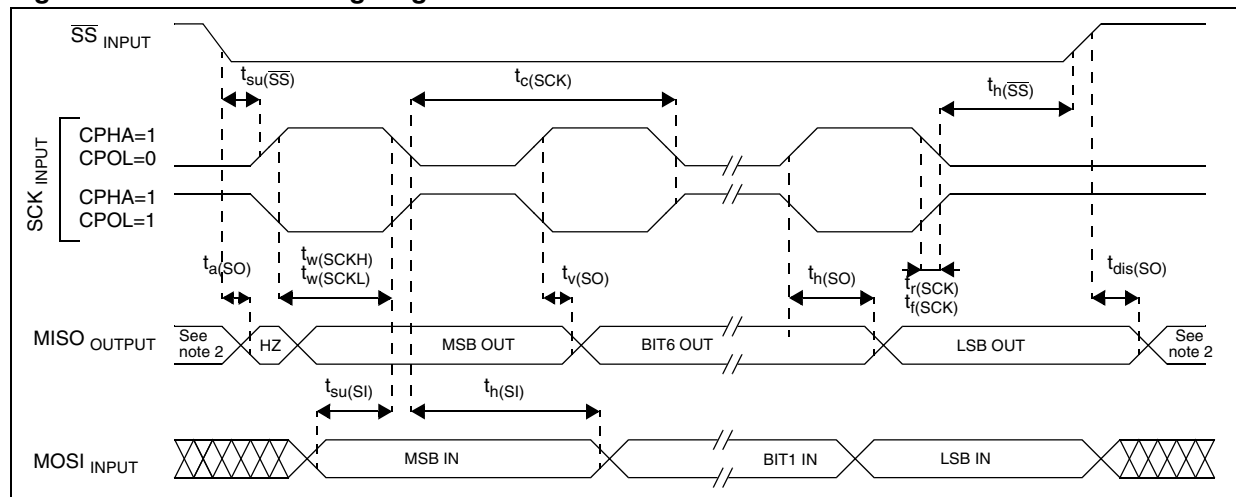 SS INPUT
tsu(SS)
tc(SCK)
th(SS)
SCK INPUT
CPHA=1
CPOL=0
CPHA=1
CPOL=1
ta(SO)
tw(SCKH)
tw(SCKL)
tv(SO)
th(SO)
tr(SCK)
tf(SCK)
tdis(SO)
MISO OUTPUT
See
note 2
HZ
MSB OUT
BIT6 OUT
LSB OUT
See
note 2
tsu(SI)
th(SI)
MOSI INPUT
MSB IN
BIT1 IN
LSB IN